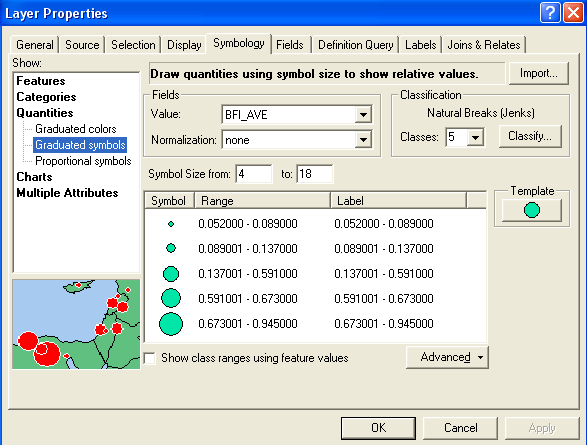 Layer Properties
General Source Selection Display Symbology Fields Definition Query Labels Joins & Relates
Show:
Features
Categories
Quantities
Graduated colors
Graduated symbols
Proportional symbols
Charts
Multiple Attributes
Draw quantities using symbol size to show relative values.
Import...
Fields
Value: BFI_AVE
Normalization: none
Classification
Natural Breaks (Jenks)
Classes: 5 Classify...
Symbol Size from: 4 to: 18
Symbol Range Label
0.052000 - 0.089000 0.052000 - 0.089000
0.089001 - 0.137000 0.089001 - 0.137000
0.137001 - 0.591000 0.137001 - 0.591000
0.591001 - 0.673000 0.591001 - 0.673000
0.673001 - 0.945000 0.673001 - 0.945000
Template
Show class ranges using feature values
Advanced
OK Cancel Apply